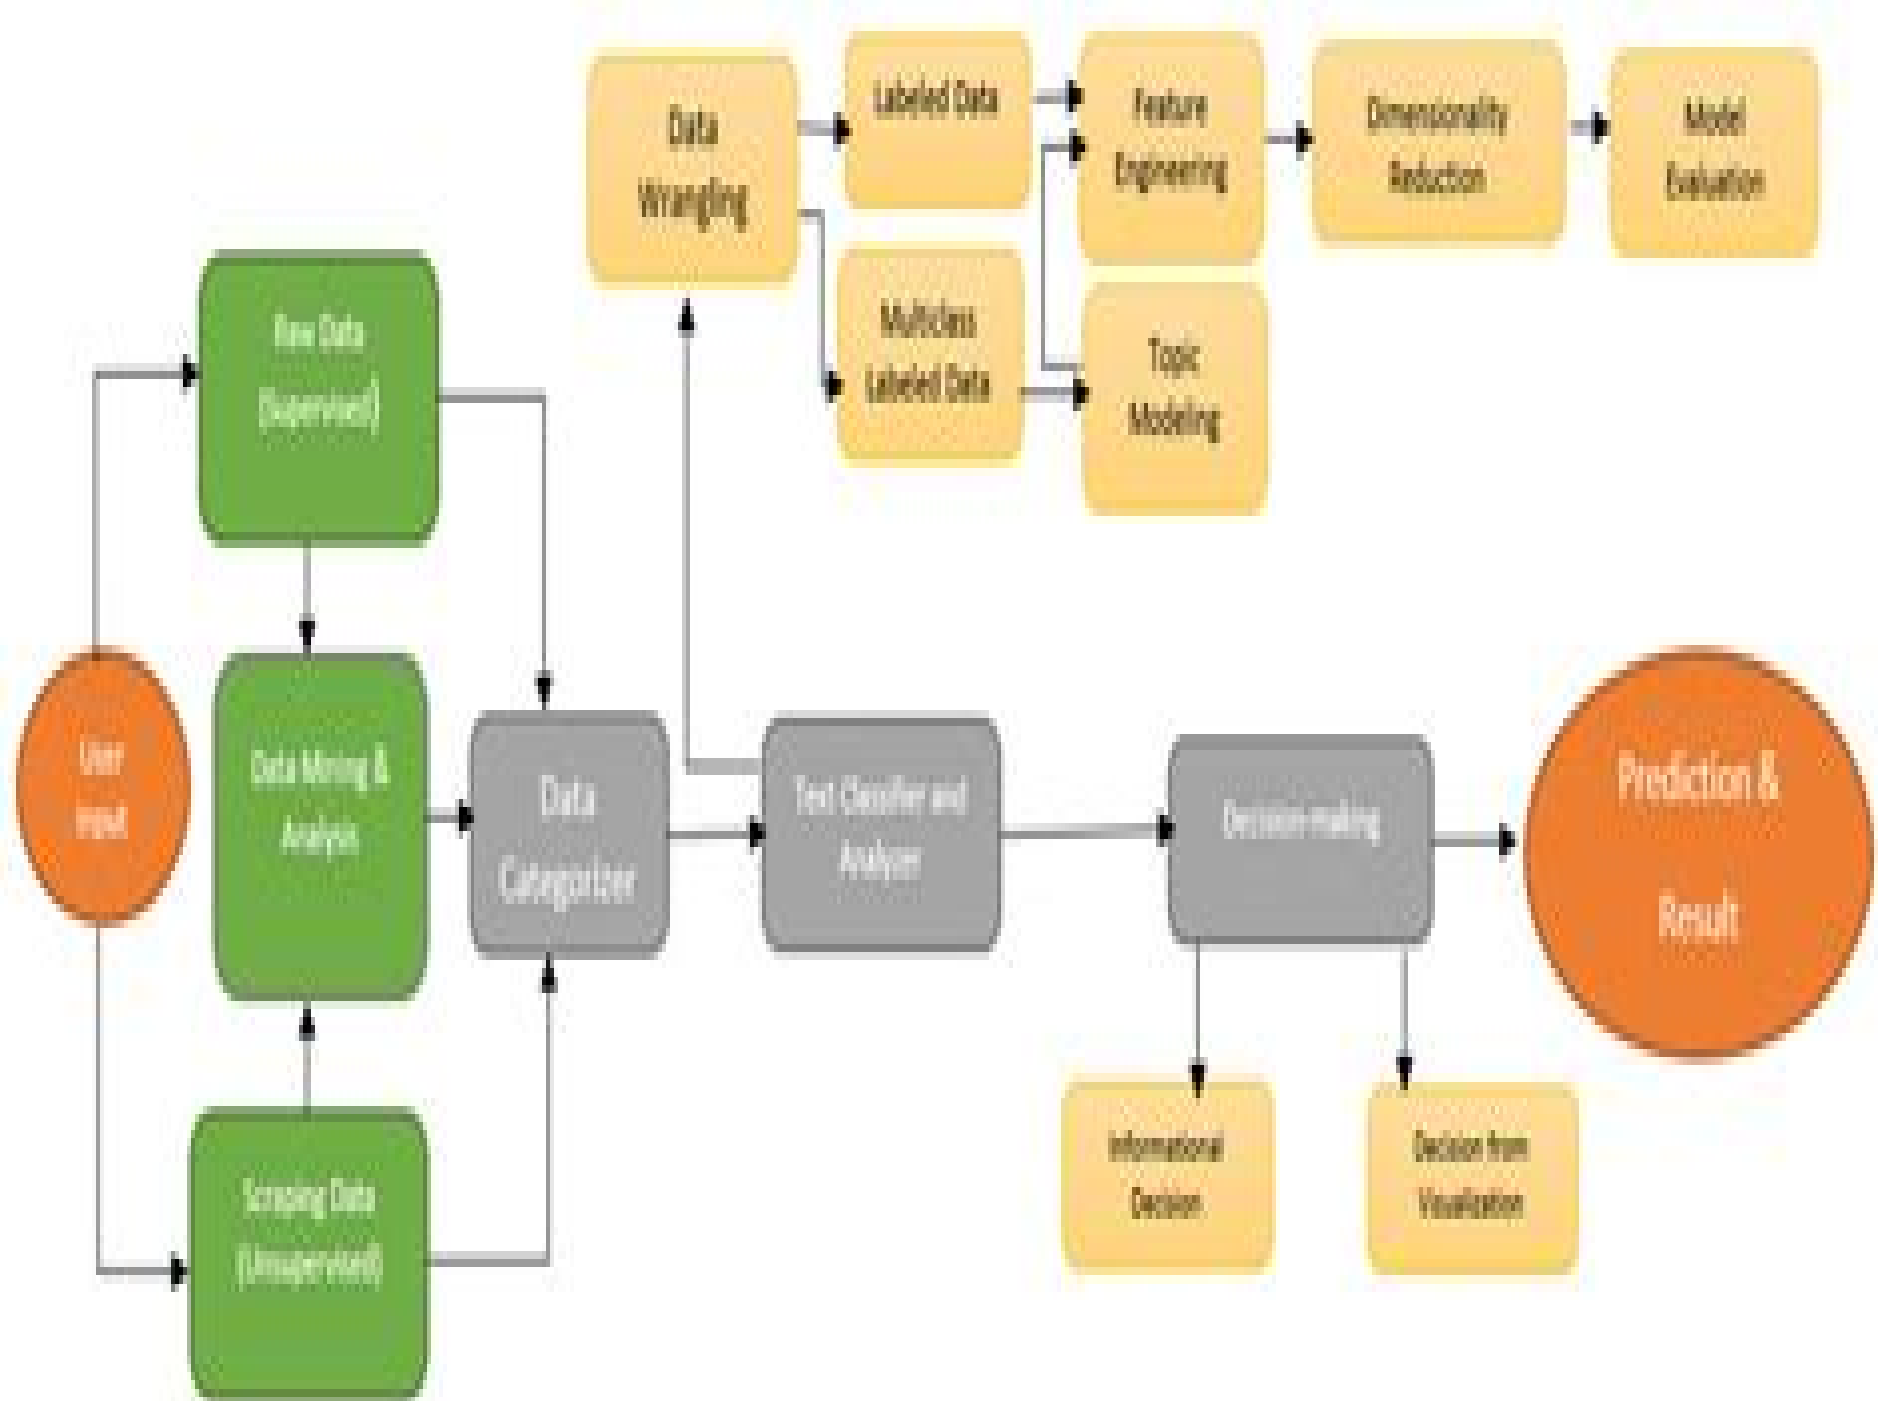 Data
Wrangling
Labeled Data
Feature
Engineering
Dimensionality
Reduction
Model
Evaluation
Multiclass
Labeled Data
Topic
Modeling
Raw Data
(Supervised)
User
Input
Data Mining &
Analysis
Data
Categorizer
Text Classifier and
Analyzer
Decision-making
Prediction &
Result
Scraping Data
(Unsupervised)
Informational
Decision
Decision from
Visualization